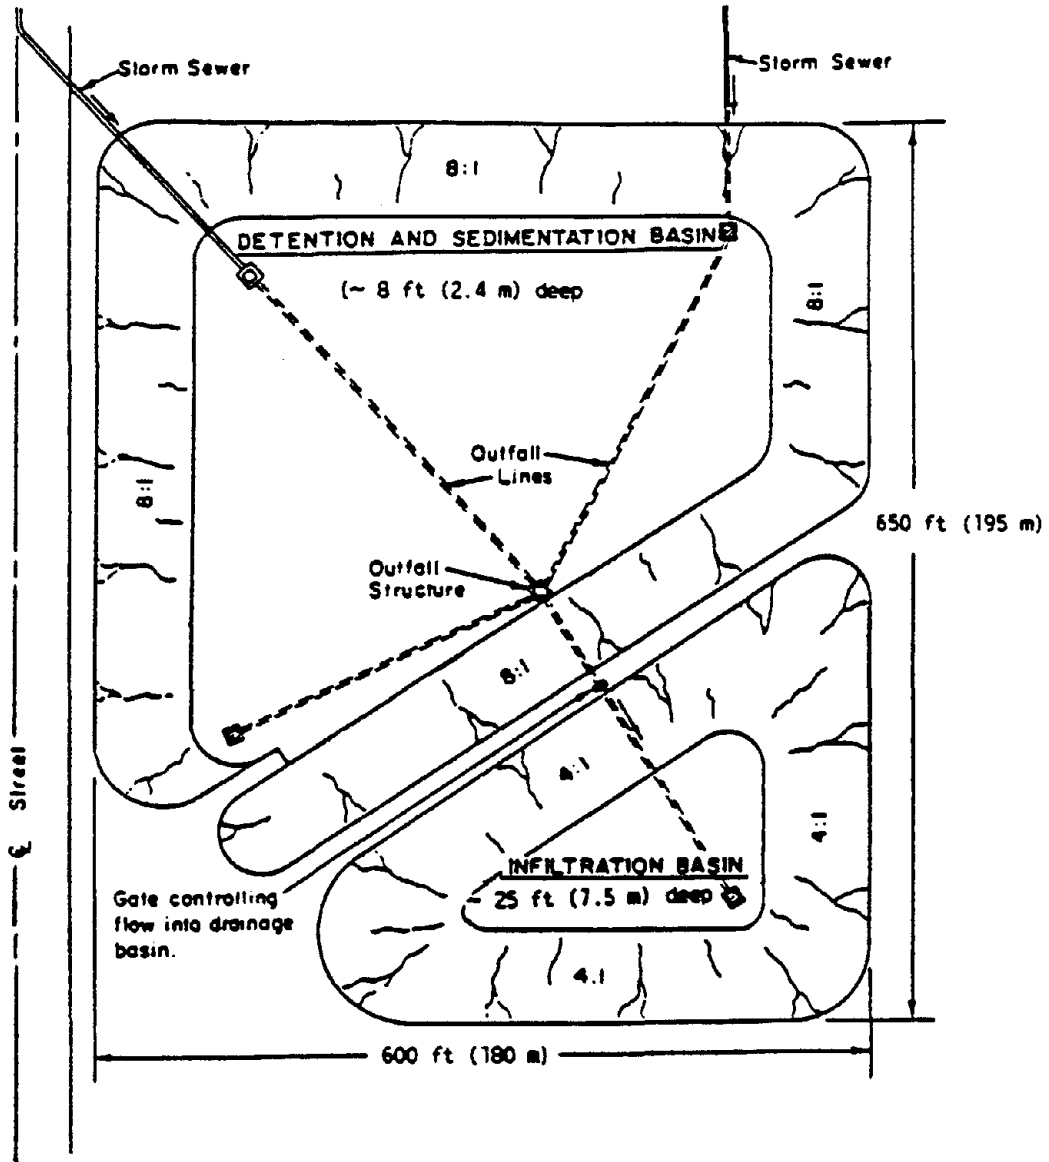 Storm Sewer
Storm Sewer
8:1
DETENTION AND SEDIMENTATION BASIN
(~ 8 ft (2.4 m) deep
8:1
Outfall
Lines
8:1
650 ft (195 m)
Outfall
Structure
8:1
℄ Street
4:1
4:1
INFILTRATION BASIN
~ 25 ft (7.5 m) deep
Gate controlling
flow into drainage
basin.
4.1
600 ft (180 m)